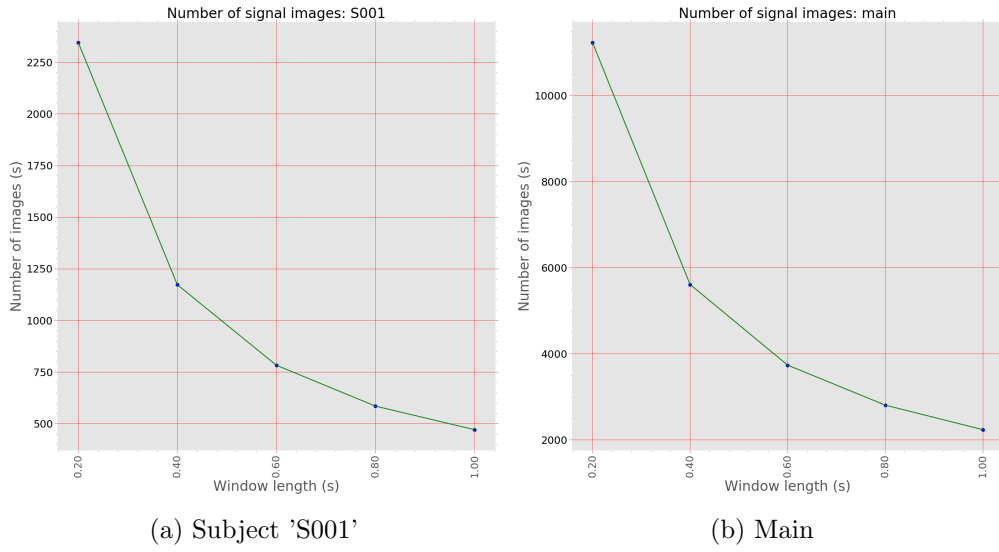 Number of signal images: S001
Number of images (s)
2250
2000
1750
1500
1250
1000
750
500
0.20
0.40
0.60
0.80
1.00
Window length (s)
(a) Subject 'S001'
Number of signal images: main
Number of images (s)
10000
8000
6000
4000
2000
0.20
0.40
0.60
0.80
1.00
Window length (s)
(b) Main